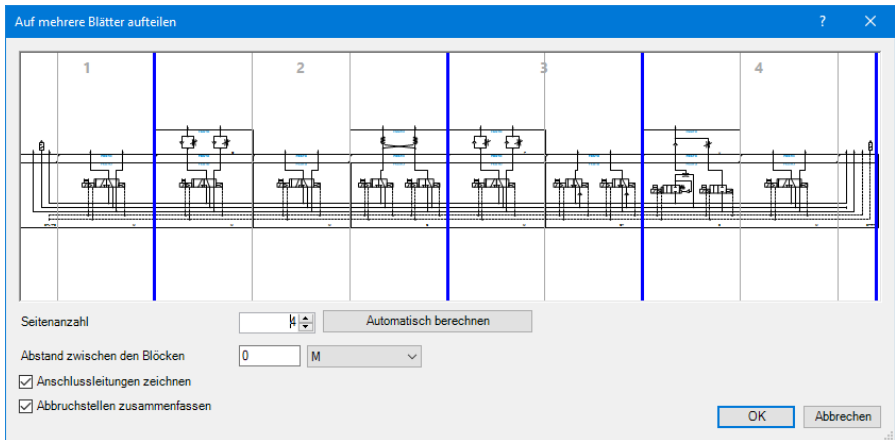 Auf mehrere Blätter aufteilen
1 2 3 4
Seitenanzahl 4 Automatisch berechnen
Abstand zwischen den Blöcken 0 M
Anschlussleitungen zeichnen
Abbruchstellen zusammenfassen
OK Abbrechen